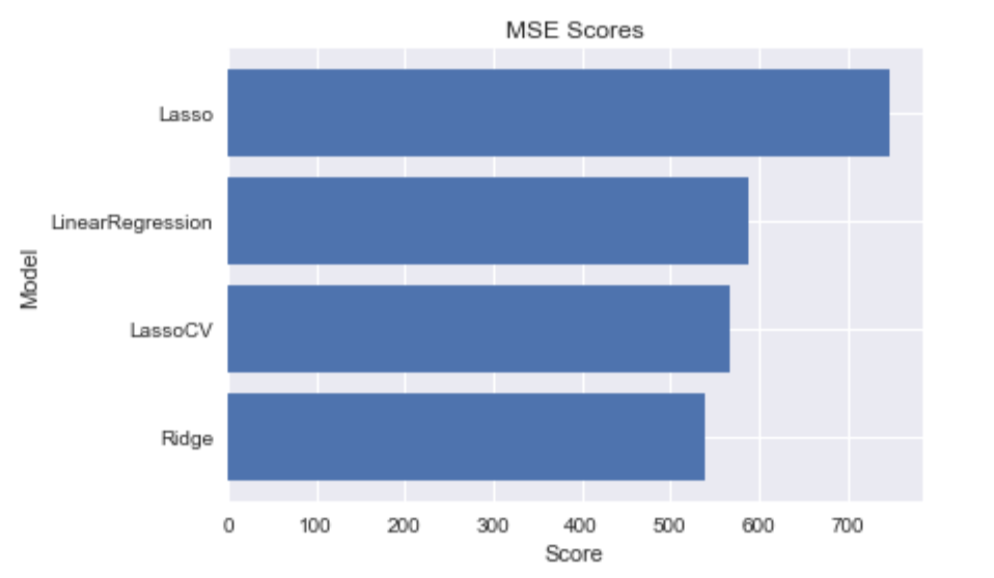 MSE Scores
Lasso
LinearRegression
LassoCV
Ridge
Model
0 100 200 300 400 500 600 700
Score